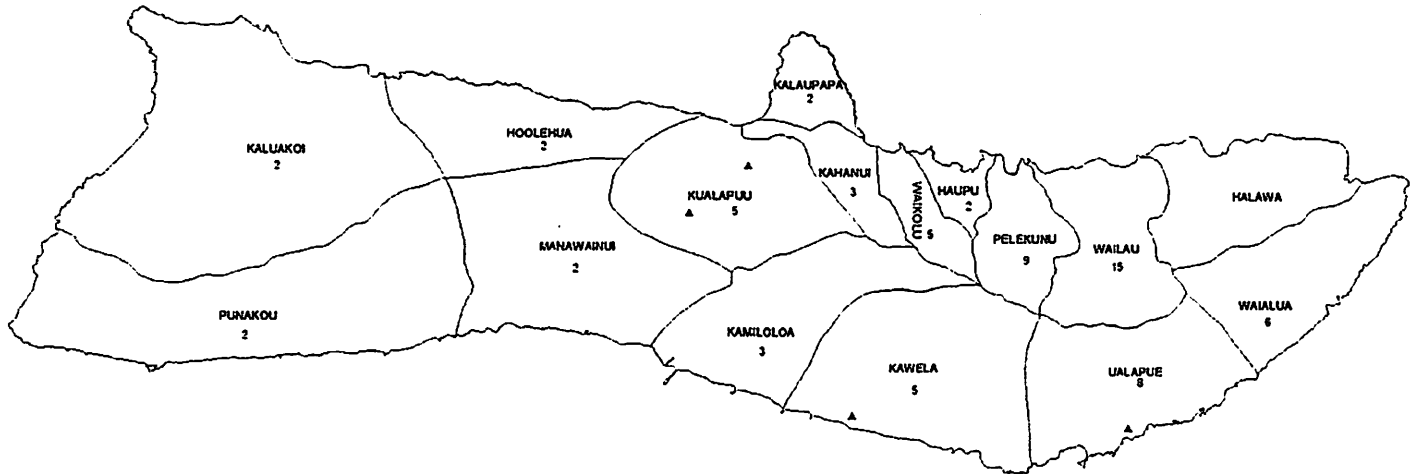 KALAUPAPA
2
KALUAKOI
2
HOOLEHUA
2
KUALAPUU
5
KAHANUI
3
WAIKOLU
5
HAUPU
2
PELEKUNU
9
WAILAU
15
HALAWA
MANAWAINUI
2
PUNAKOU
2
KAMILOLOA
3
KAWELA
5
UALAPUE
8
WAIALUA
6